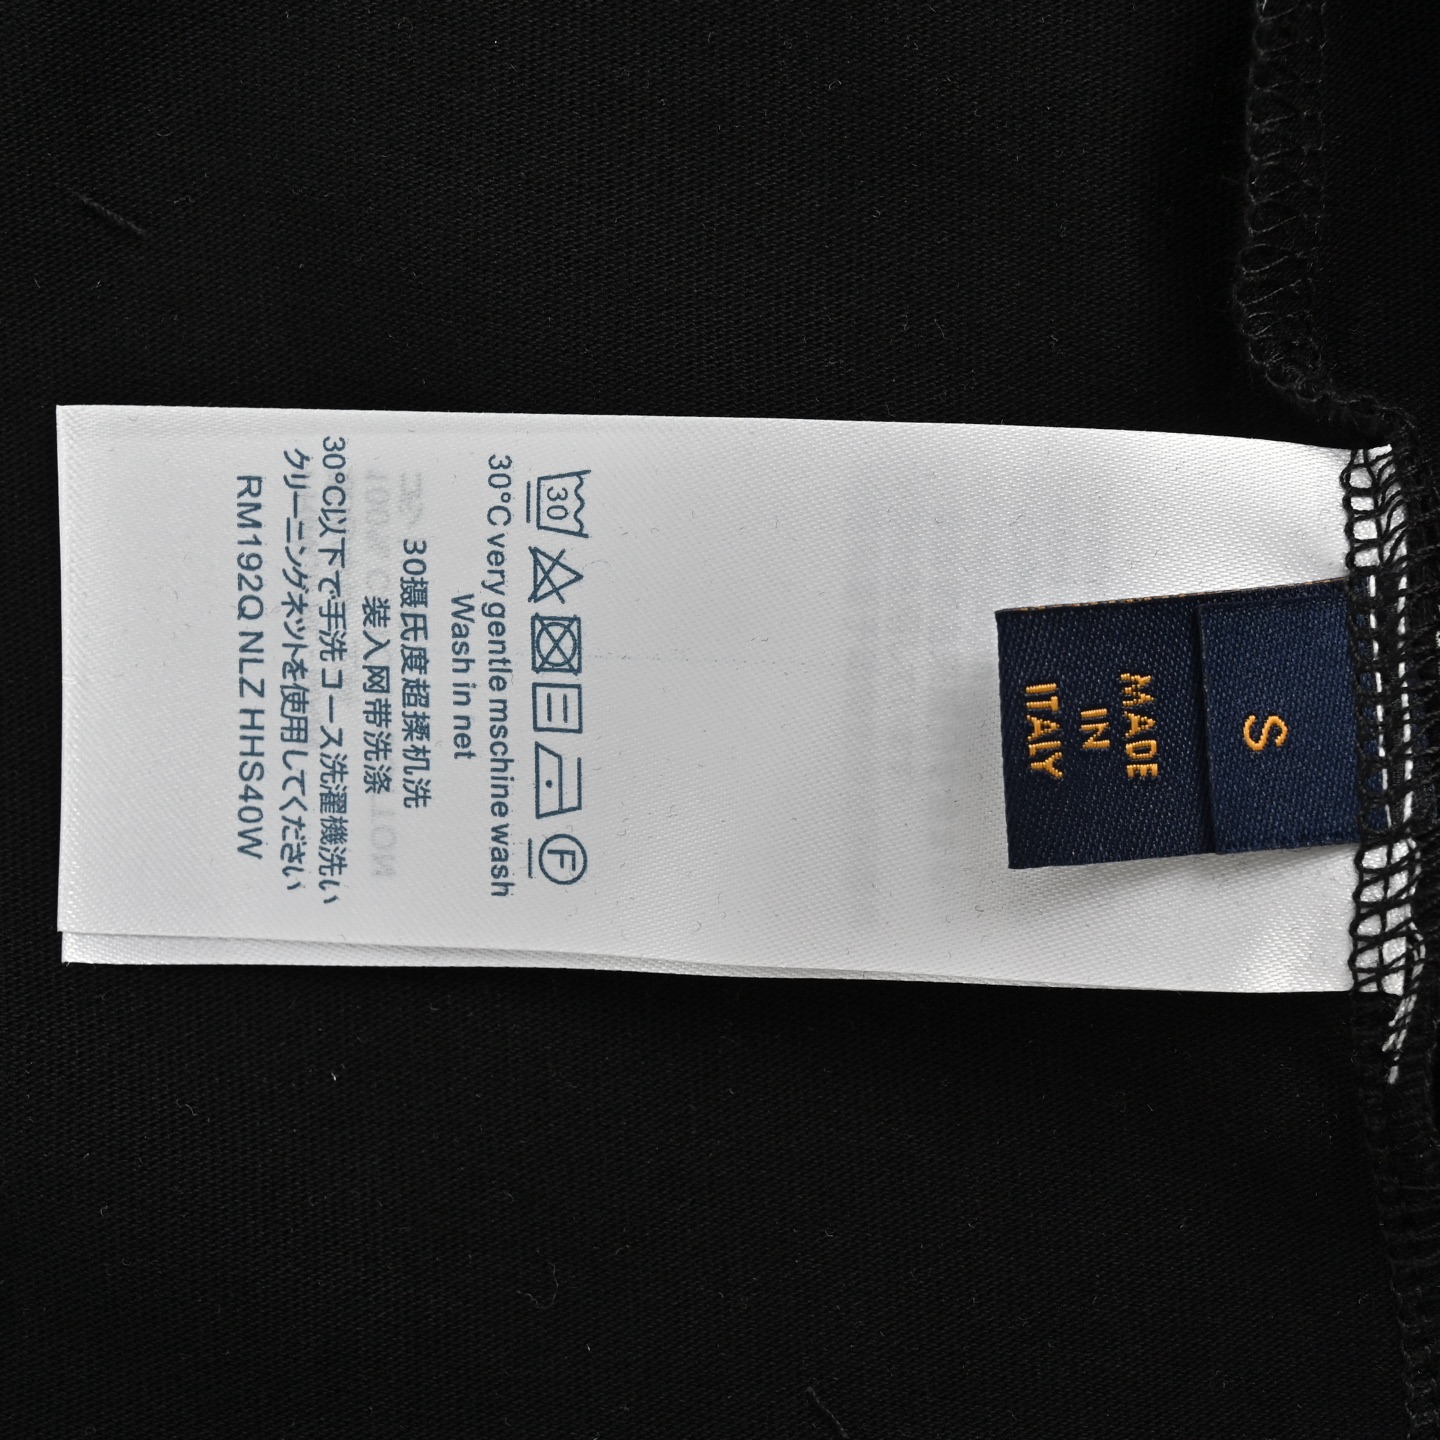 S
MADE
IN
ITALY
30
F
30°C very gentle mschine wash
Wash in net
30摄氏度超揉机洗
装入网带洗涤
30°C以下で手洗コース洗濯機洗い
クリーニングネットを使用してください
RM192Q NLZ HHS40W